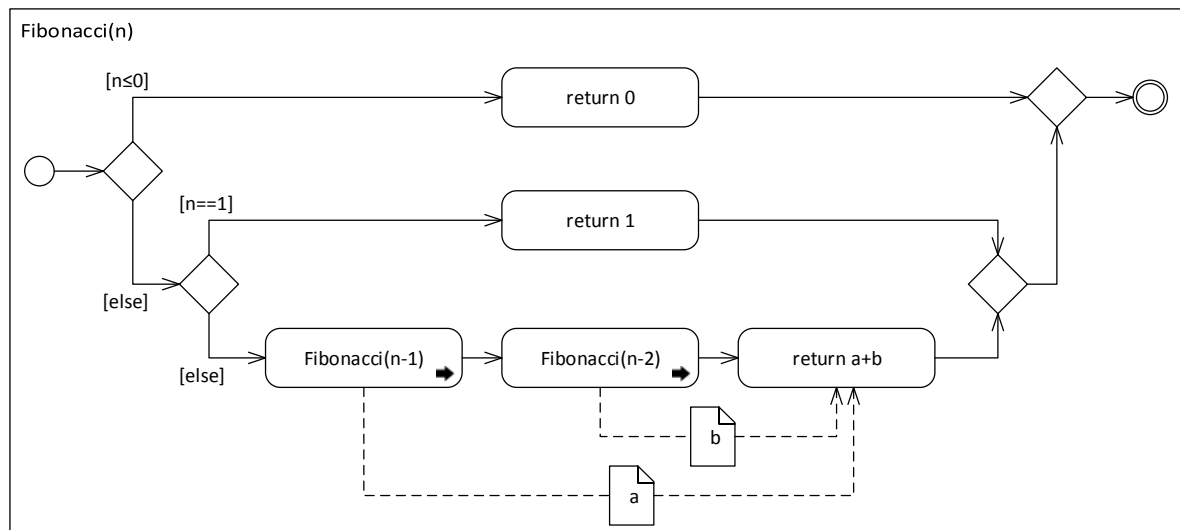 Fibonacci(n)
[n≤0]
return 0
[n==1]
return 1
[else]
[else]
Fibonacci(n-1)
Fibonacci(n-2)
return a+b
b
a